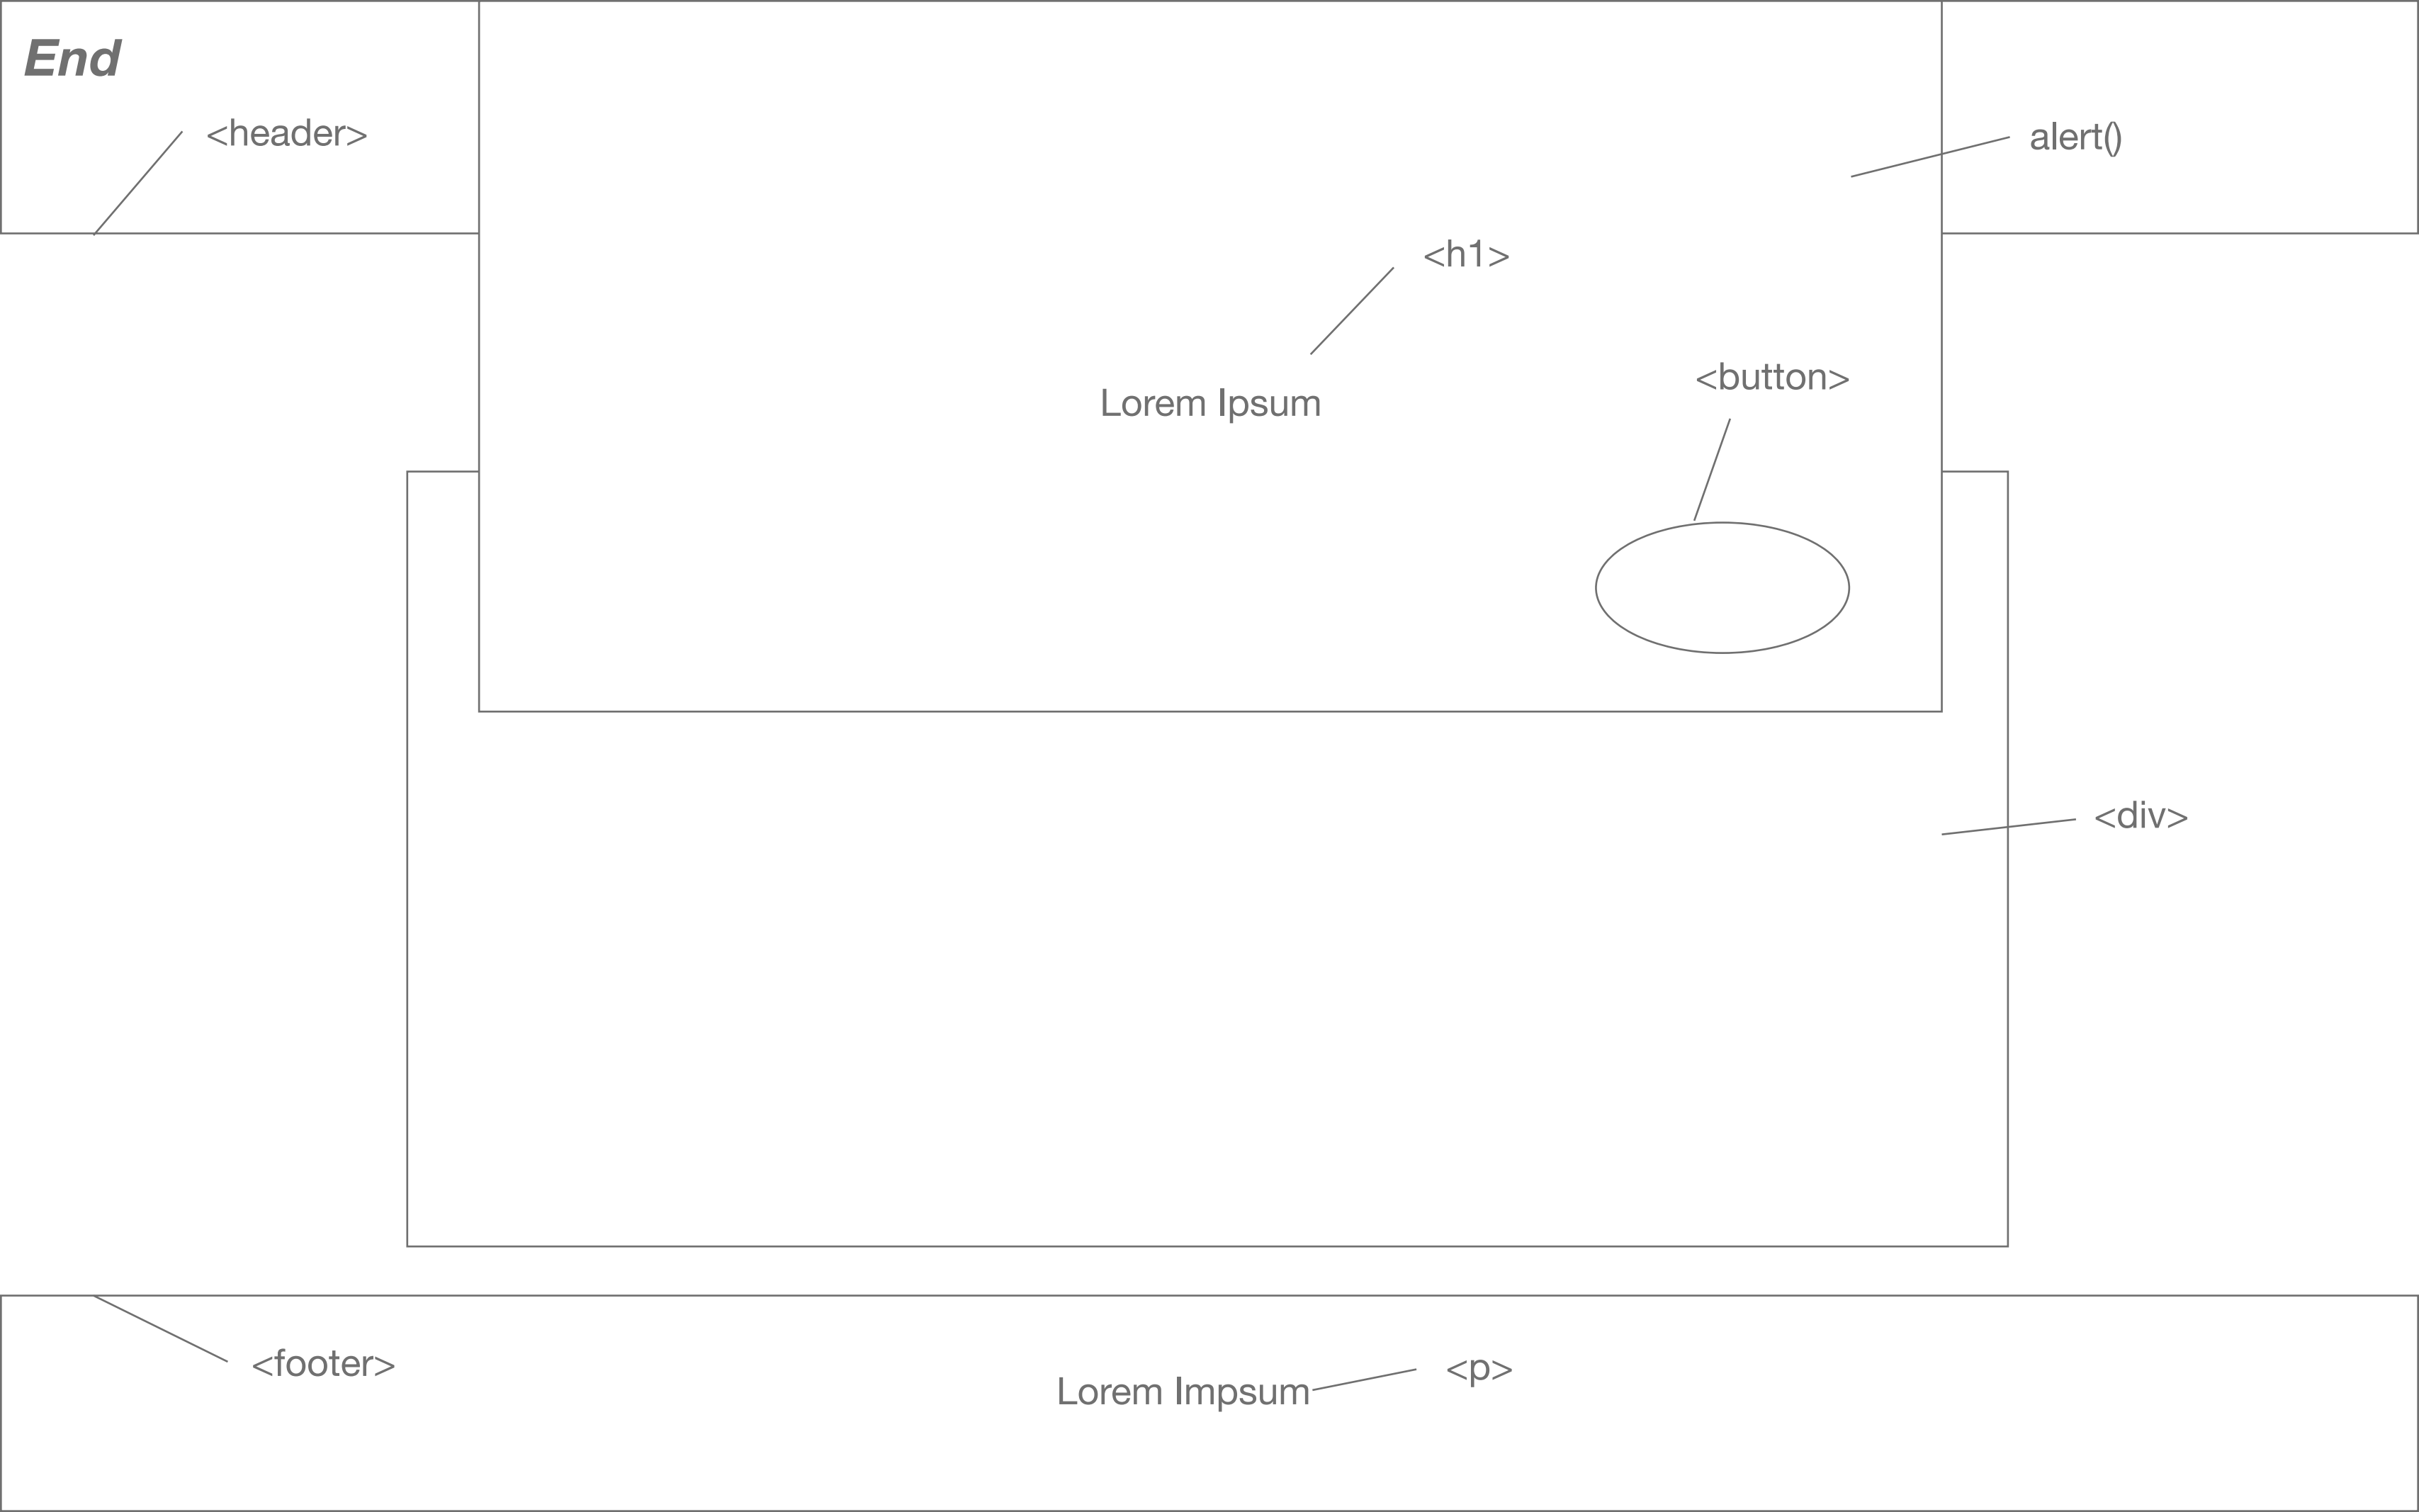 End
<header>
alert()
<h1>
<button>
Lorem Ipsum
<div>
<footer>
<p>
Lorem Impsum